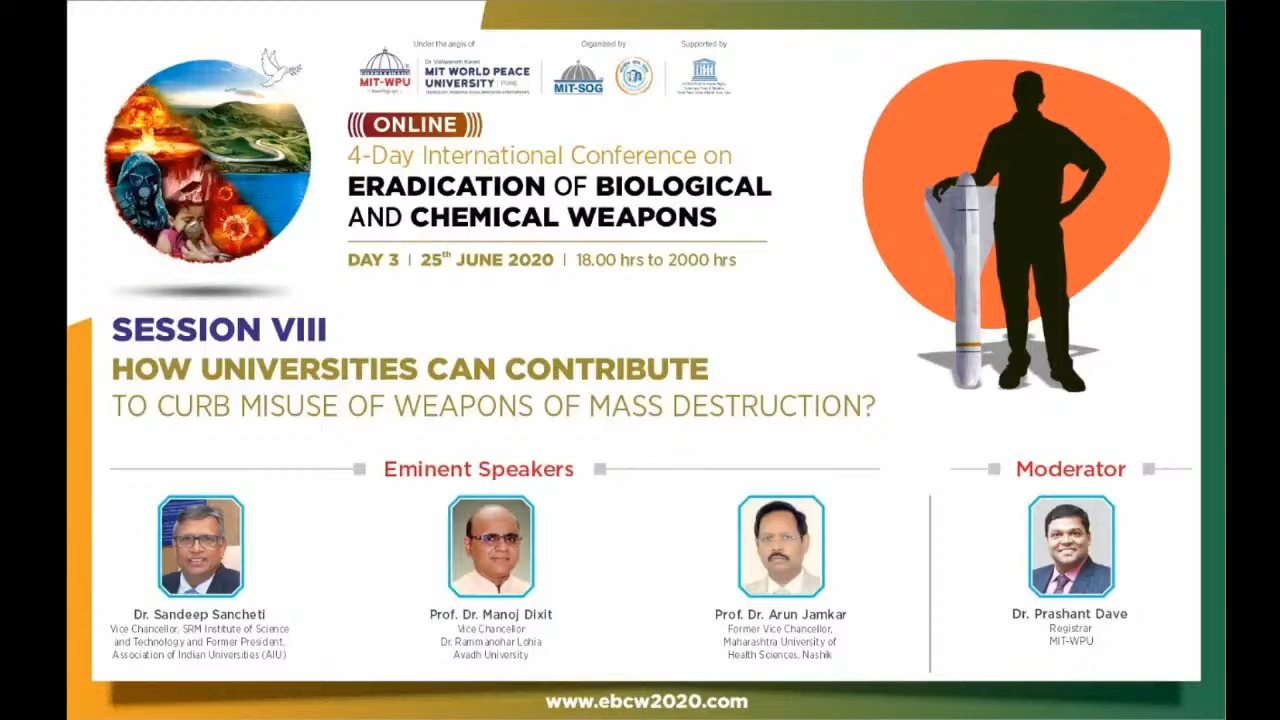 Under the aegis of
Organized by
Supported by
MIT-WPU
MIT WORLD PEACE
UNIVERSITY | PUNE
MIT-SOG
ONLINE
4-Day International Conference on
ERADICATION OF BIOLOGICAL
AND CHEMICAL WEAPONS
DAY 3 | 25th JUNE 2020 | 18.00 hrs to 2000 hrs
SESSION VIII
HOW UNIVERSITIES CAN CONTRIBUTE
TO CURB MISUSE OF WEAPONS OF MASS DESTRUCTION?
Eminent Speakers
Moderator
Dr. Sandeep Sancheti
Vice Chancellor, SRM Institute of Science
and Technology and Former President,
Association of Indian Universities (AIU)
Prof. Dr. Manoj Dixit
Vice Chancellor
Dr. Rammanohar Lohia
Avadh University
Prof. Dr. Arun Jamkar
Former Vice Chancellor,
Maharashtra University of
Health Sciences, Nashik
Dr. Prashant Dave
Registrar
MIT-WPU
www.ebcw2020.com